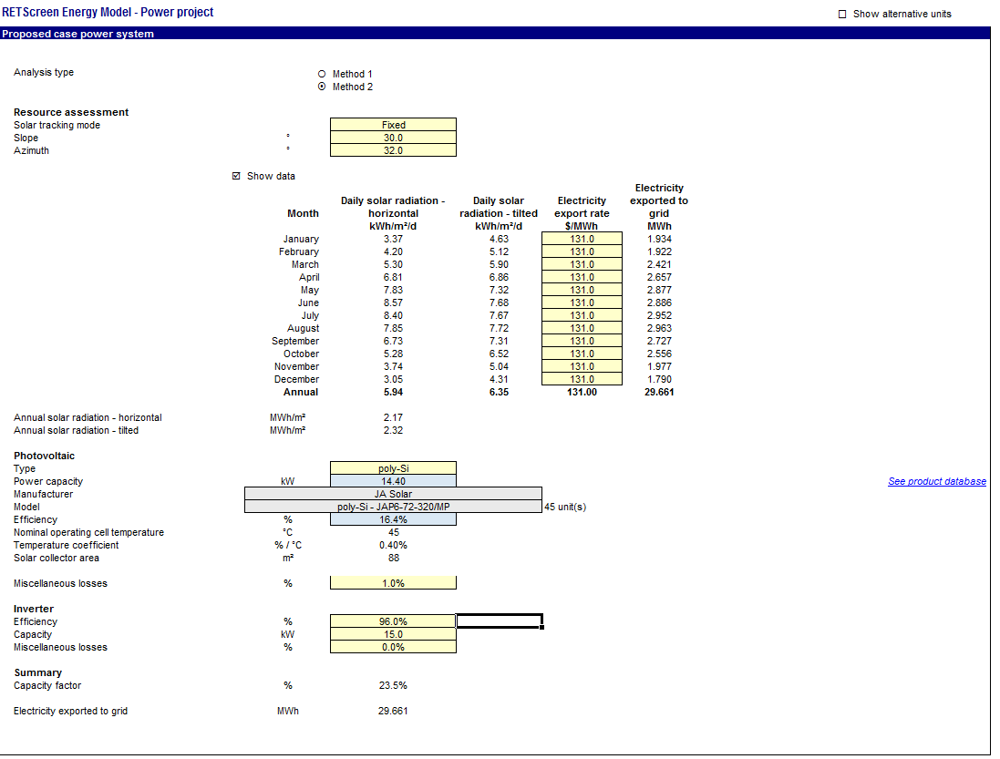 RETScreen Energy Model - Power project
Show alternative units
Proposed case power system
Analysis type
Method 1
Method 2
Resource assessment
Solar tracking mode Fixed
Slope ° 30.0
Azimuth ° 32.0
Show data
Electricity
Daily solar radiation - Daily solar Electricity exported to
Month horizontal radiation - tilted export rate grid
kWh/m²/d kWh/m²/d $/MWh MWh
January 3.37 4.63 131.0 1.934
February 4.20 5.12 131.0 1.922
March 5.30 5.90 131.0 2.421
April 6.81 6.86 131.0 2.657
May 7.83 7.32 131.0 2.877
June 8.57 7.68 131.0 2.886
July 8.40 7.67 131.0 2.952
August 7.85 7.72 131.0 2.963
September 6.73 7.31 131.0 2.727
October 5.28 6.52 131.0 2.556
November 3.74 5.04 131.0 1.977
December 3.05 4.31 131.0 1.790
Annual 5.94 6.35 131.00 29.661
Annual solar radiation - horizontal MWh/m² 2.17
Annual solar radiation - tilted MWh/m² 2.32
Photovoltaic
Type poly-Si
Power capacity kW 14.40 See product database
Manufacturer JA Solar
Model poly-Si - JAP6-72-320/MP 45 unit(s)
Efficiency % 16.4%
Nominal operating cell temperature °C 45
Temperature coefficient % / °C 0.40%
Solar collector area m² 88
Miscellaneous losses % 1.0%
Inverter
Efficiency % 96.0%
Capacity kW 15.0
Miscellaneous losses % 0.0%
Summary
Capacity factor % 23.5%
Electricity exported to grid MWh 29.661